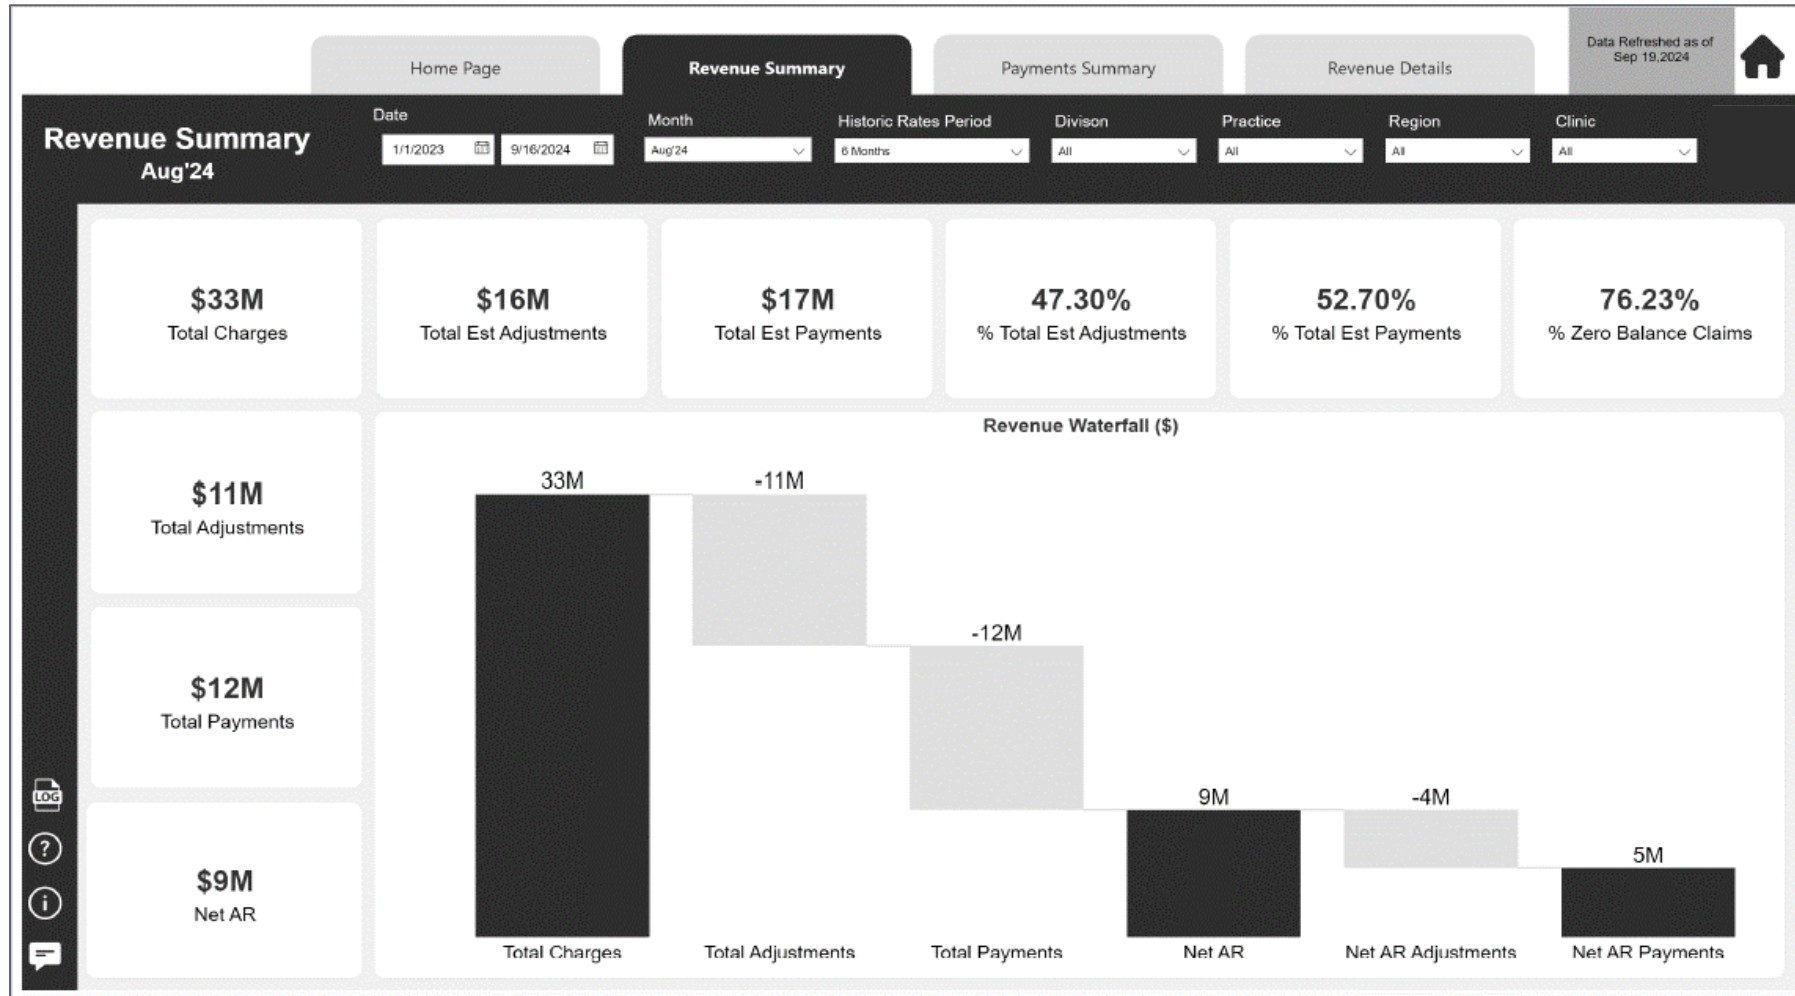 Home Page
Revenue Summary
Payments Summary
Revenue Details
Data Refreshed as of
Sep 19,2024
Revenue Summary
Aug'24
Date
1/1/2023
9/16/2024
Month
Aug'24
Historic Rates Period
6 Months
Divison
All
Practice
All
Region
All
Clinic
All
$33M
Total Charges
$16M
Total Est Adjustments
$17M
Total Est Payments
47.30%
% Total Est Adjustments
52.70%
% Total Est Payments
76.23%
% Zero Balance Claims
$11M
Total Adjustments
$12M
Total Payments
$9M
Net AR
Revenue Waterfall ($)
33M
-11M
-12M
9M
-4M
5M
Total Charges
Total Adjustments
Total Payments
Net AR
Net AR Adjustments
Net AR Payments
LOG
?
i